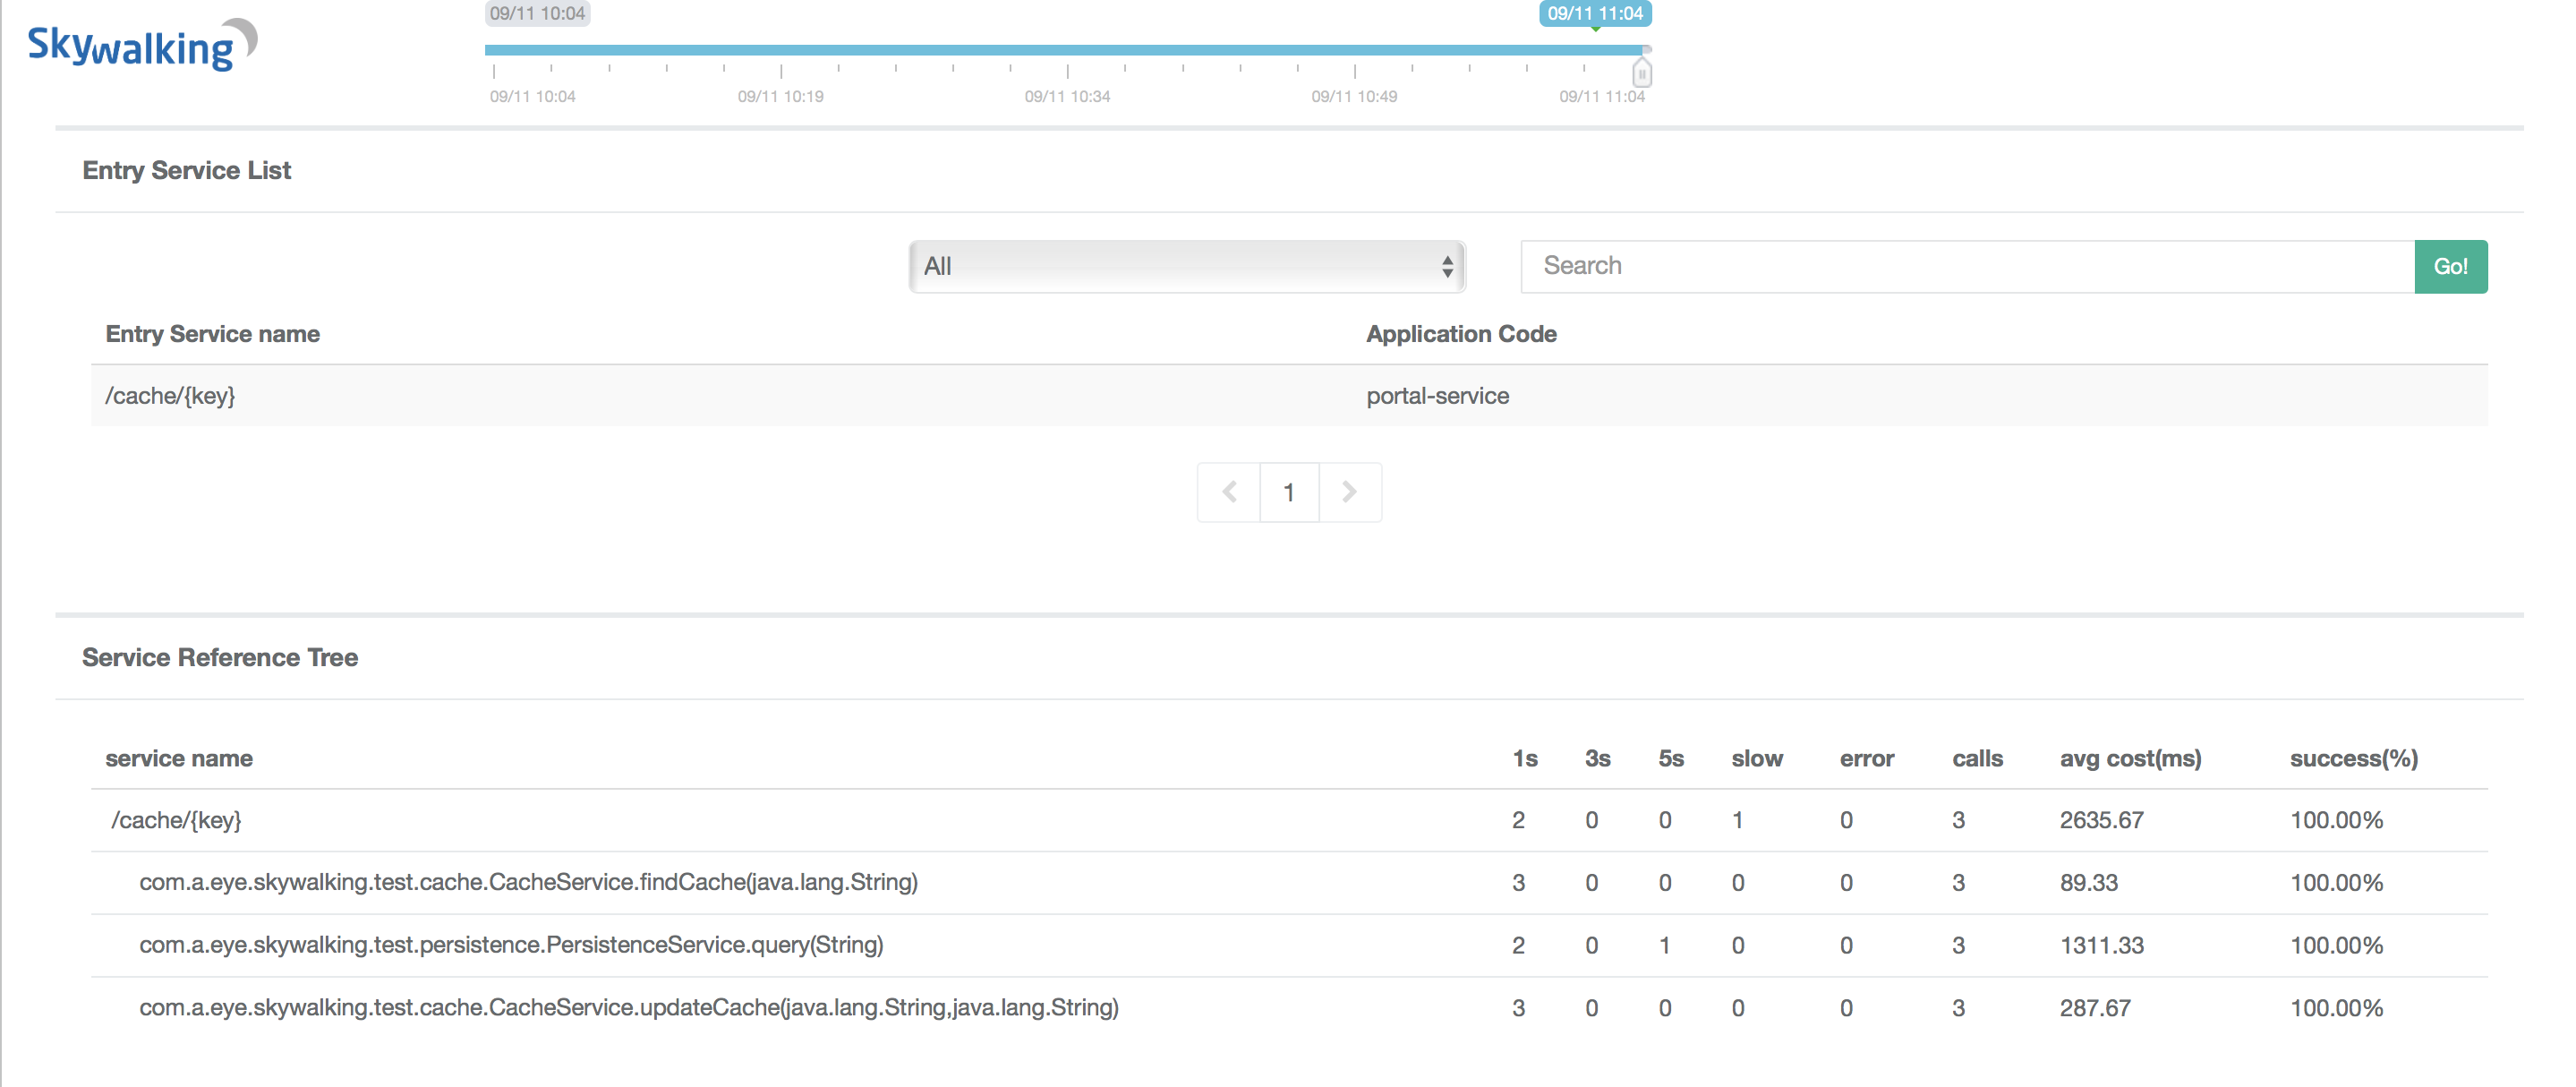 Skywalking
09/11 10:04 09/11 11:04
09/11 10:04 09/11 10:19 09/11 10:34 09/11 10:49 09/11 11:04
Entry Service List
All Search Go!
Entry Service name Application Code
/cache/{key} portal-service
1
Service Reference Tree
service name 1s 3s 5s slow error calls avg cost(ms) success(%)
/cache/{key} 2 0 0 1 0 3 2635.67 100.00%
com.a.eye.skywalking.test.cache.CacheService.findCache(java.lang.String) 3 0 0 0 0 3 89.33 100.00%
com.a.eye.skywalking.test.persistence.PersistenceService.query(String) 2 0 1 0 0 3 1311.33 100.00%
com.a.eye.skywalking.test.cache.CacheService.updateCache(java.lang.String,java.lang.String) 3 0 0 0 0 3 287.67 100.00%